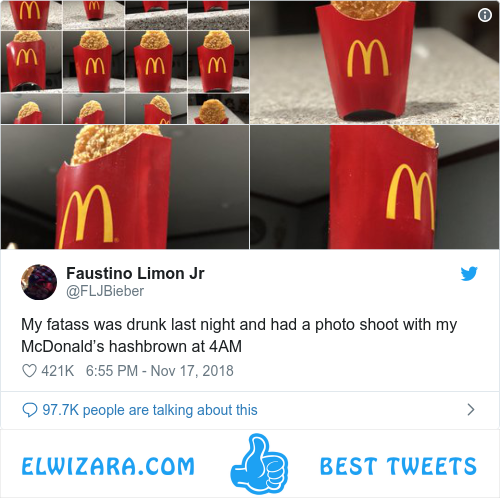 Faustino Limon Jr
@FLJBieber
My fatass was drunk last night and had a photo shoot with my
McDonald's hashbrown at 4AM
421K 6:55 PM - Nov 17, 2018
97.7K people are talking about this
ELWIZARA.COM BEST TWEETS